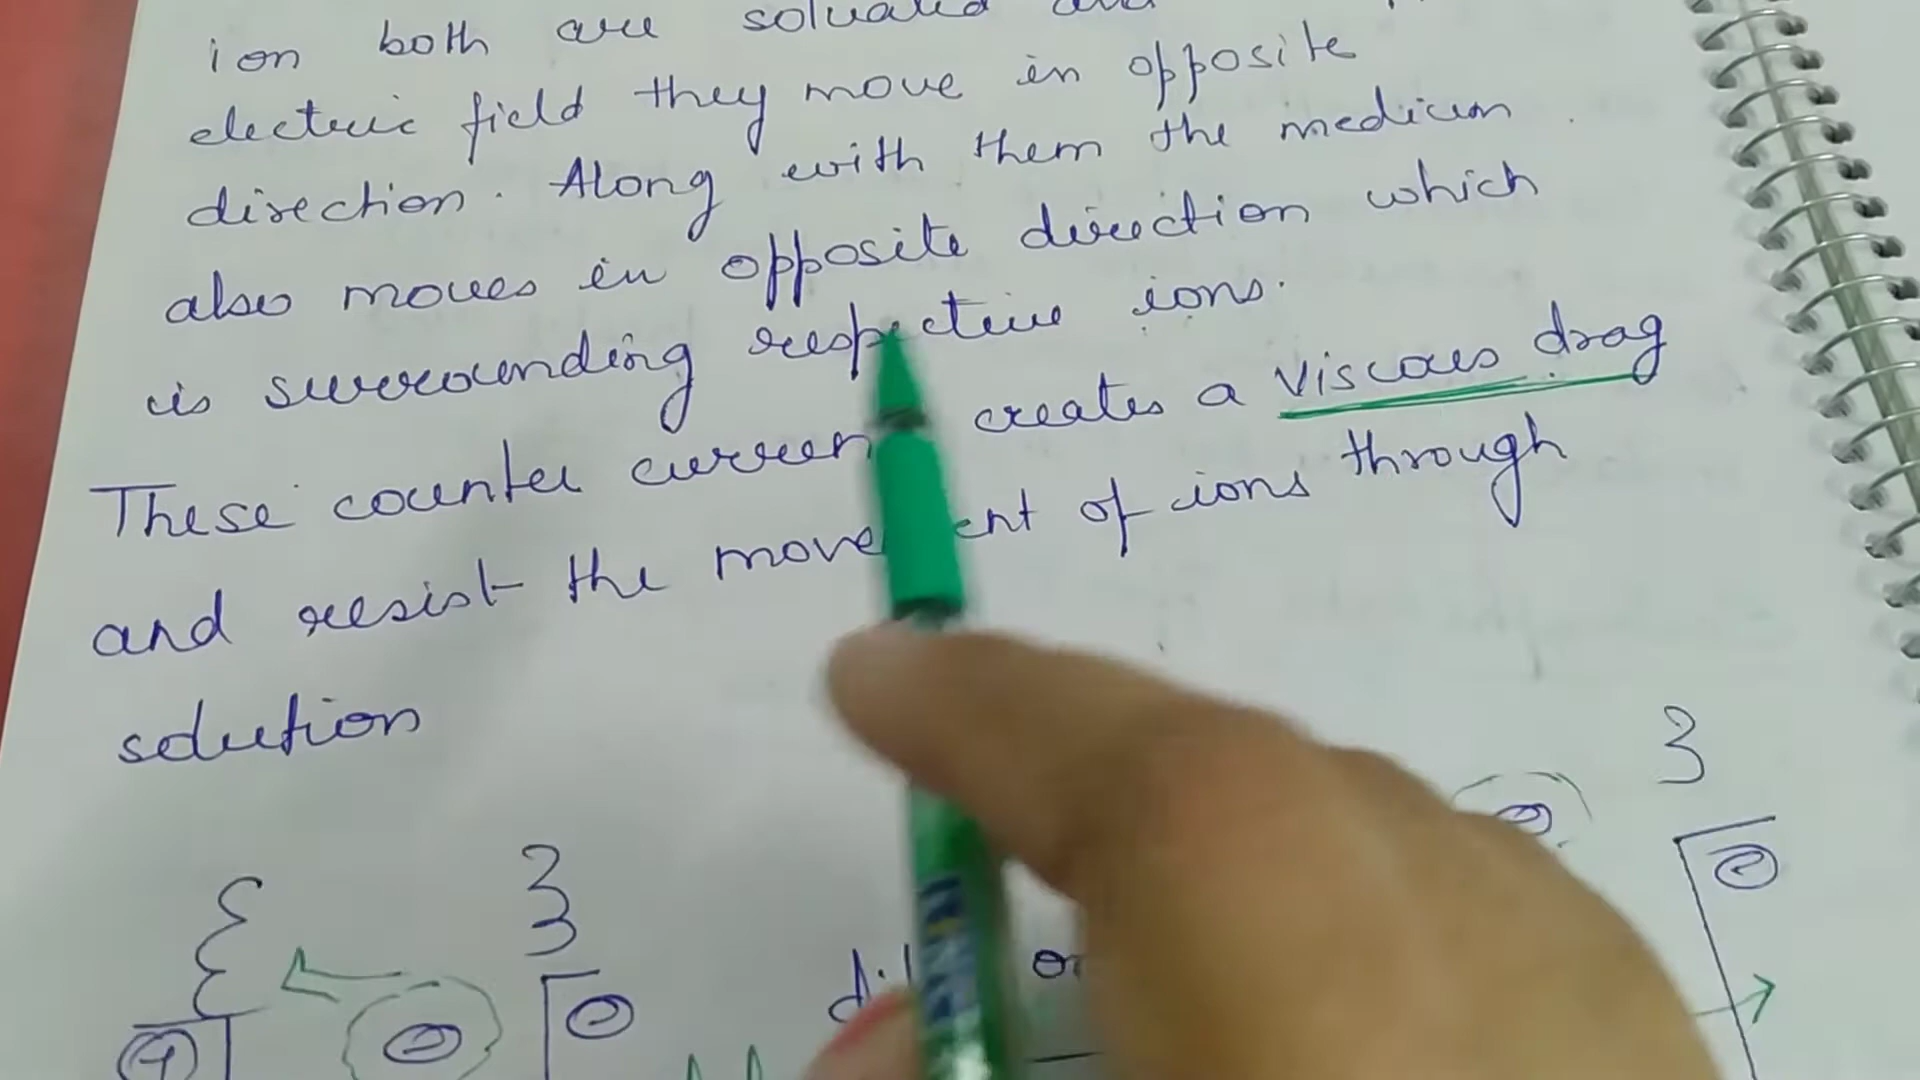 ion both are solvated and
electric field they move in opposite
direction. Along with them the medium
also moves in opposite direction which
is surrounding respective ions.
These counter current creates a viscous drag
and resist the movement of ions through
solution